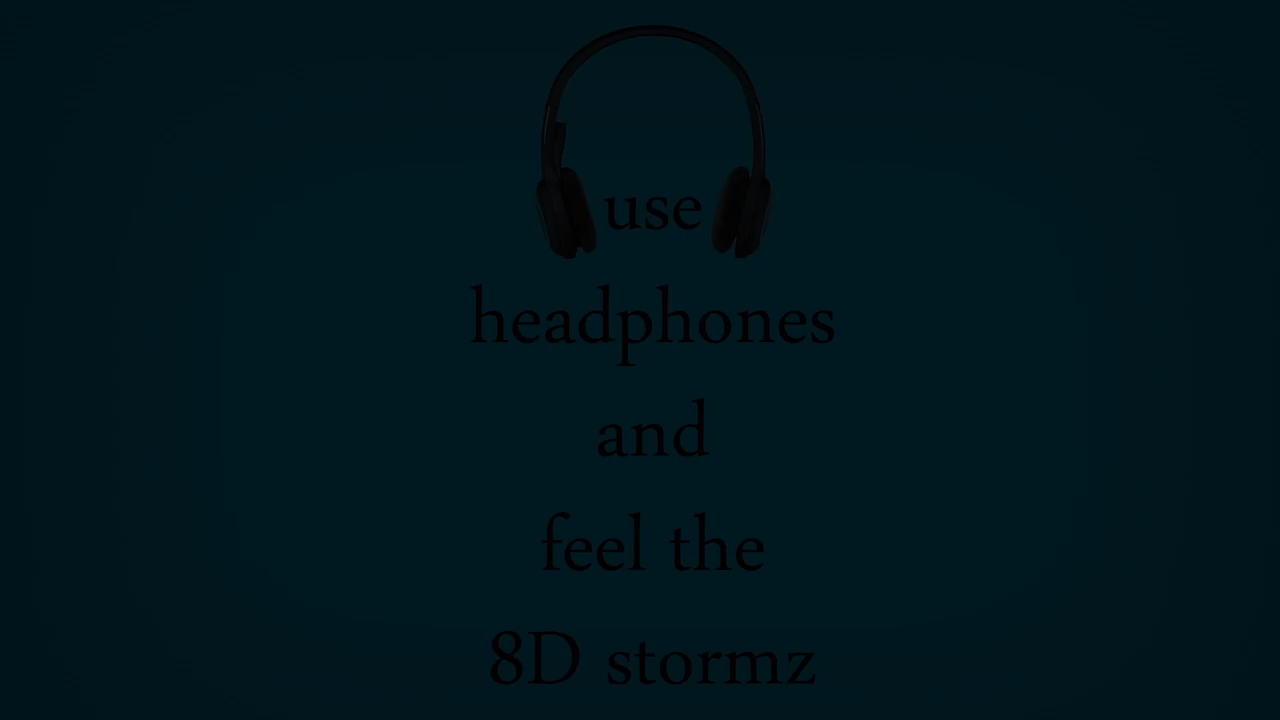 use
headphones
and
feel the
8D stormz